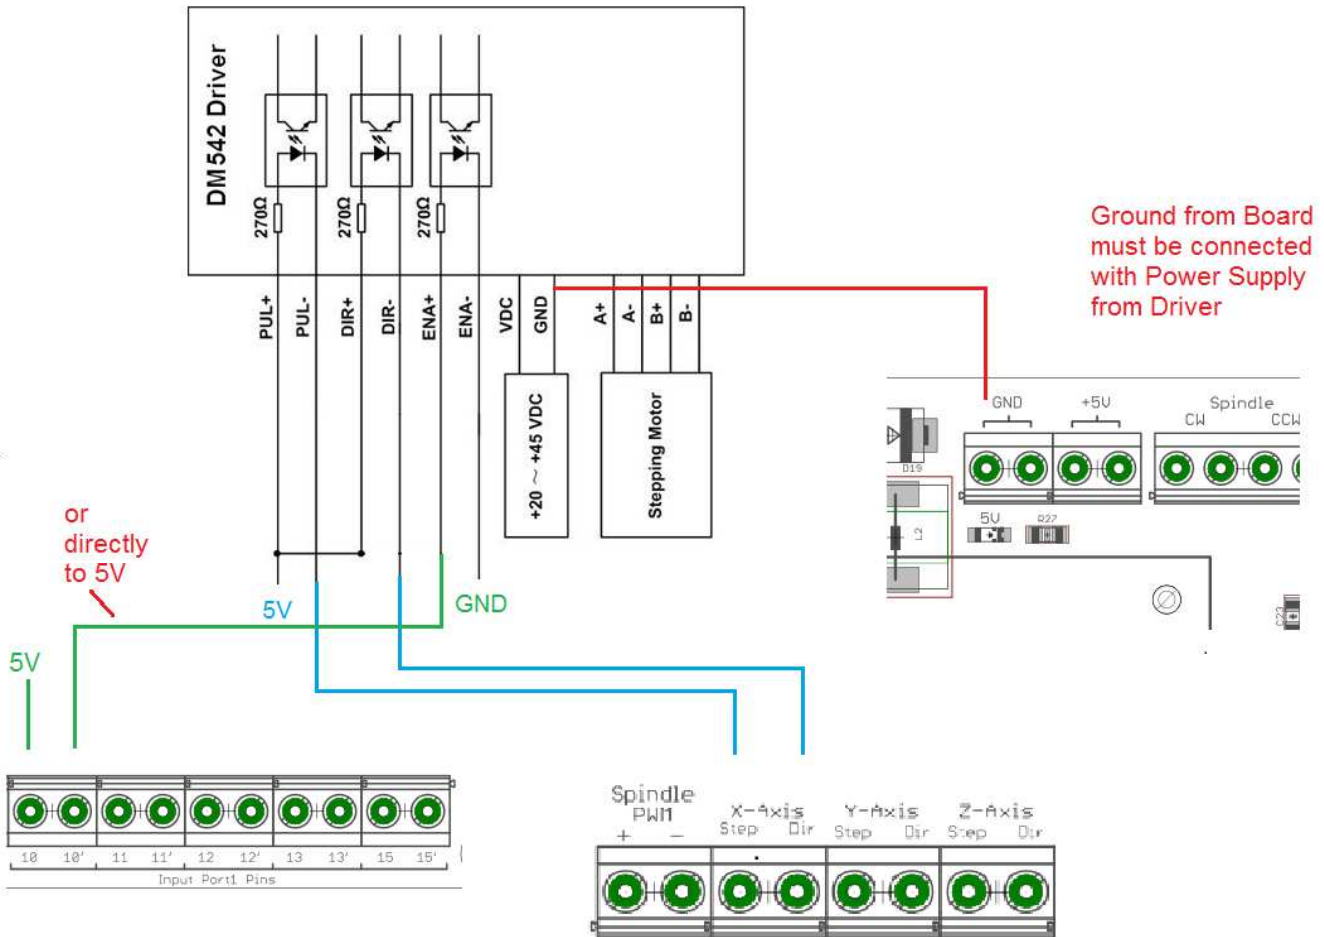 DM542 Driver
270Ω
270Ω
270Ω
PUL+
PUL-
DIR+
DIR-
ENA+
ENA-
VDC
GND
A+
A-
B+
B-
+20 ~ +45 VDC
Stepping Motor
Ground from Board
must be connected
with Power Supply
from Driver
GND
+5V
Spindle
CW
CCW
D19
L2
5V
R27
C23
or
directly
to 5V
5V
GND
5V
10 10' 11 11' 12 12' 13 13' 15 15'
Input Port1 Pins
Spindle
PWM
+ -
X-Axis Y-Axis Z-Axis
Step Dir Step Dir Step Dir